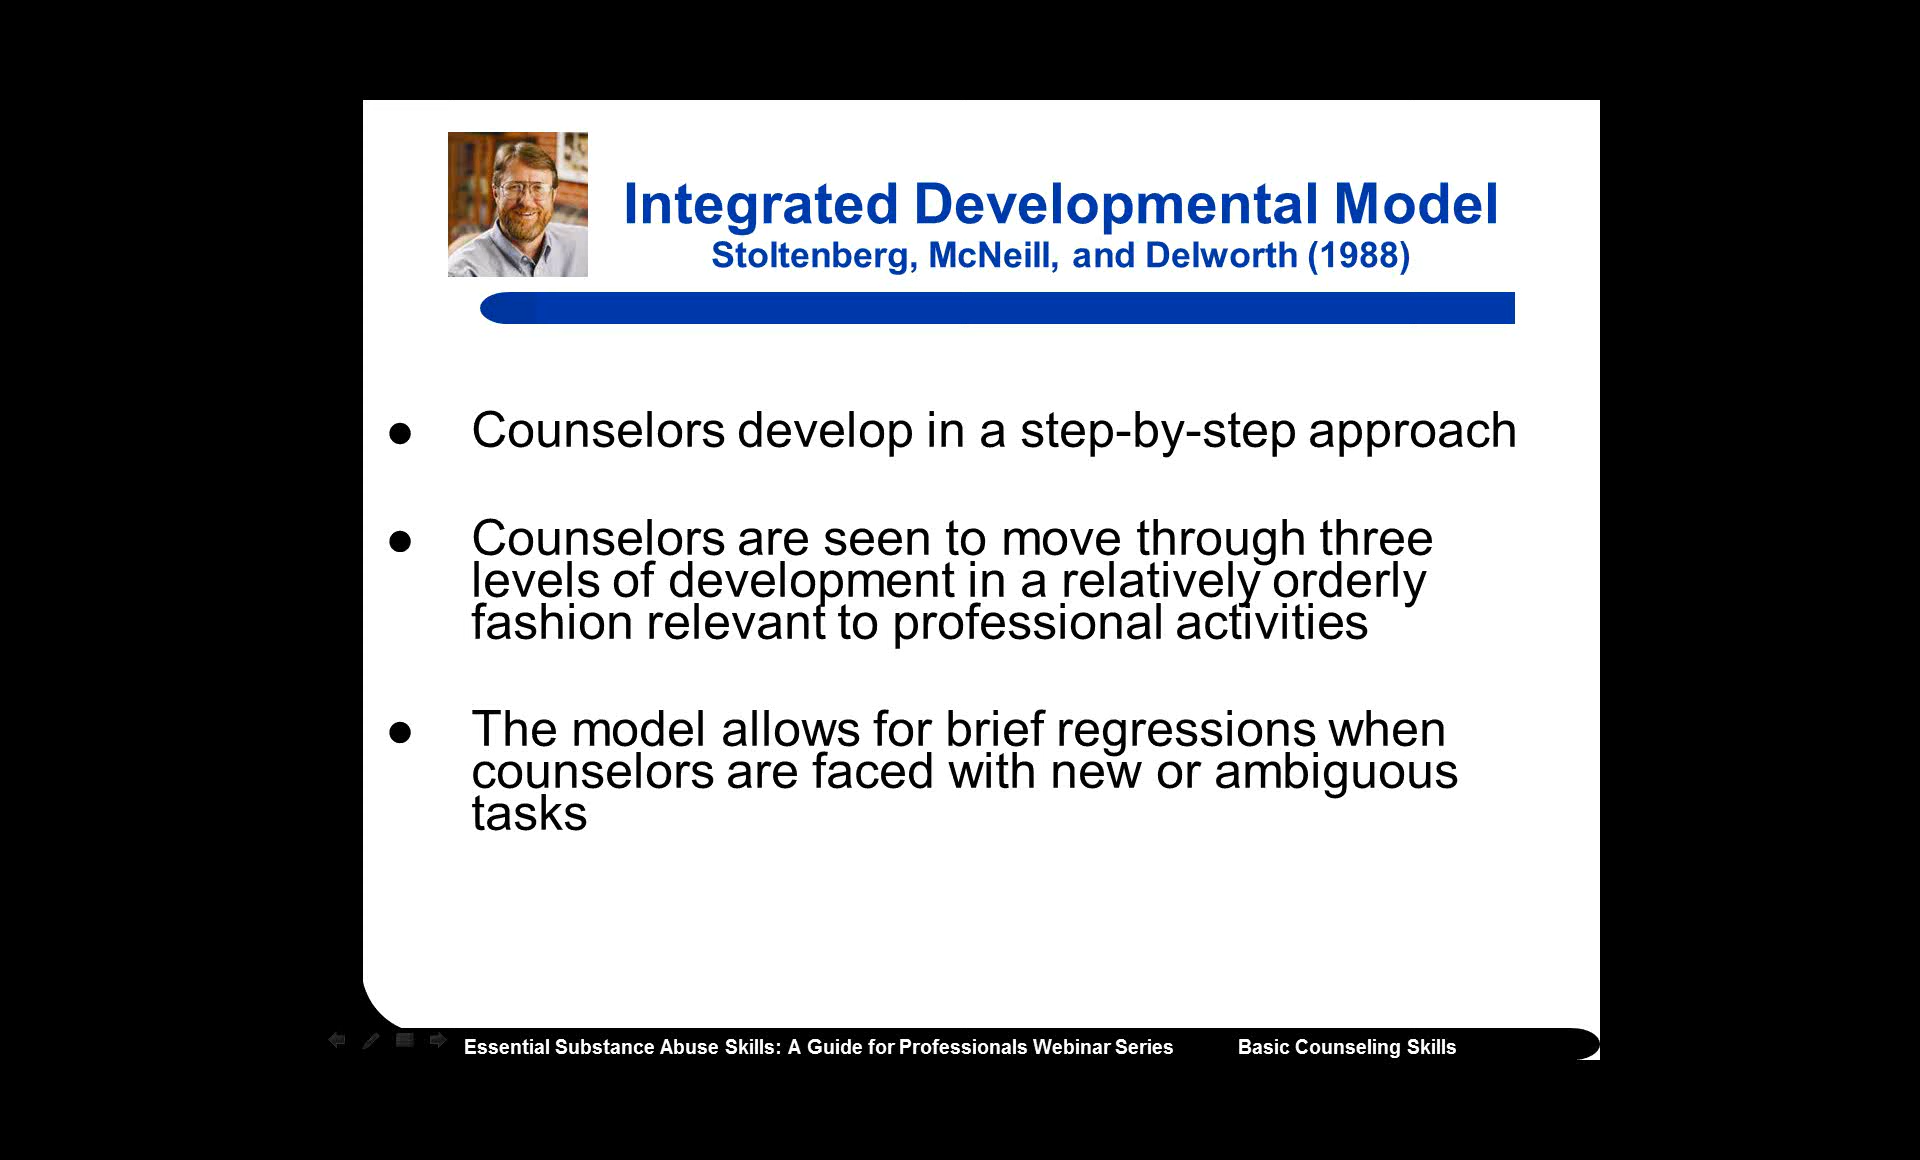 Integrated Developmental Model
Stoltenberg, McNeill, and Delworth (1988)
● Counselors develop in a step-by-step approach
● Counselors are seen to move through three
levels of development in a relatively orderly
fashion relevant to professional activities
● The model allows for brief regressions when
counselors are faced with new or ambiguous
tasks
Essential Substance Abuse Skills: A Guide for Professionals Webinar Series Basic Counseling Skills